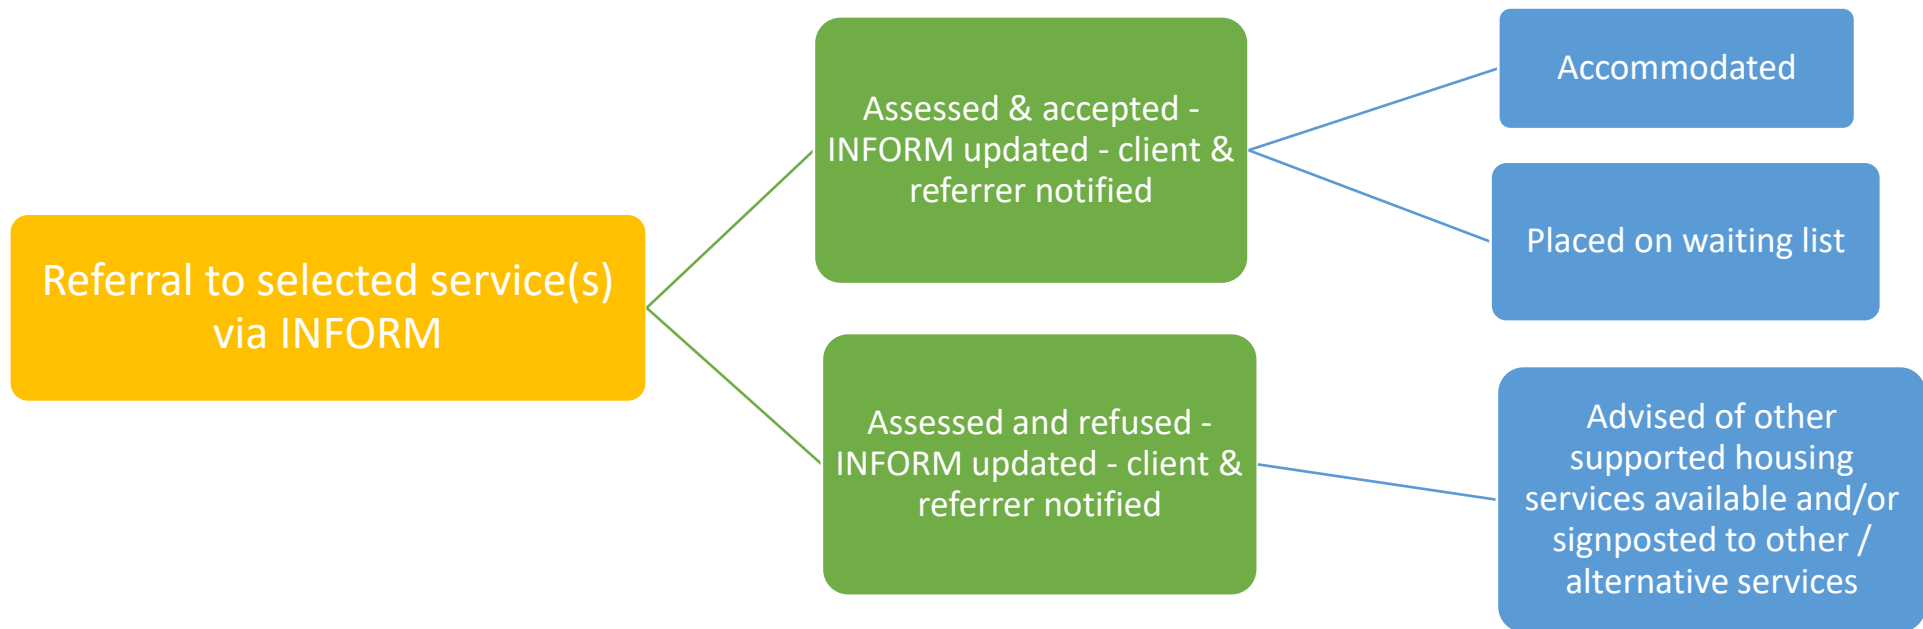 Referral to selected service(s)
via INFORM
Assessed & accepted -
INFORM updated - client &
referrer notified
Accommodated
Placed on waiting list
Assessed and refused -
INFORM updated - client &
referrer notified
Advised of other
supported housing
services available and/or
signposted to other /
alternative services